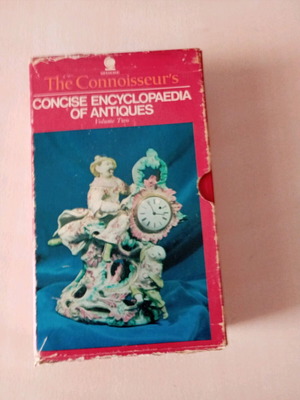 The Connoisseur's
CONCISE ENCYCLOPAEDIA
OF ANTIQUES
Volume Two